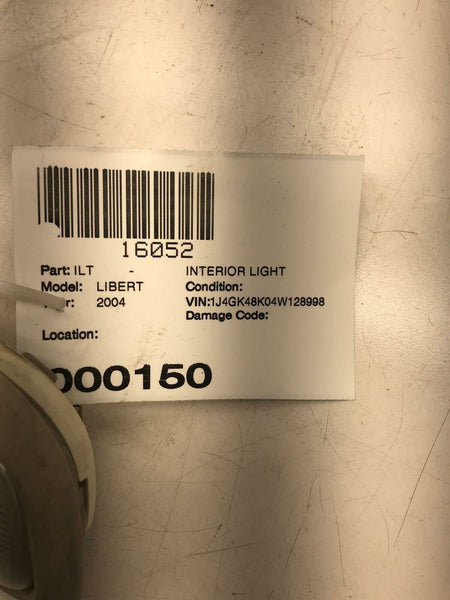 16052
Part: ILT - INTERIOR LIGHT
Model: LIBERT Condition:
2004 VIN:1J4GK48K04W128998
Damage Code:
Location:
000150